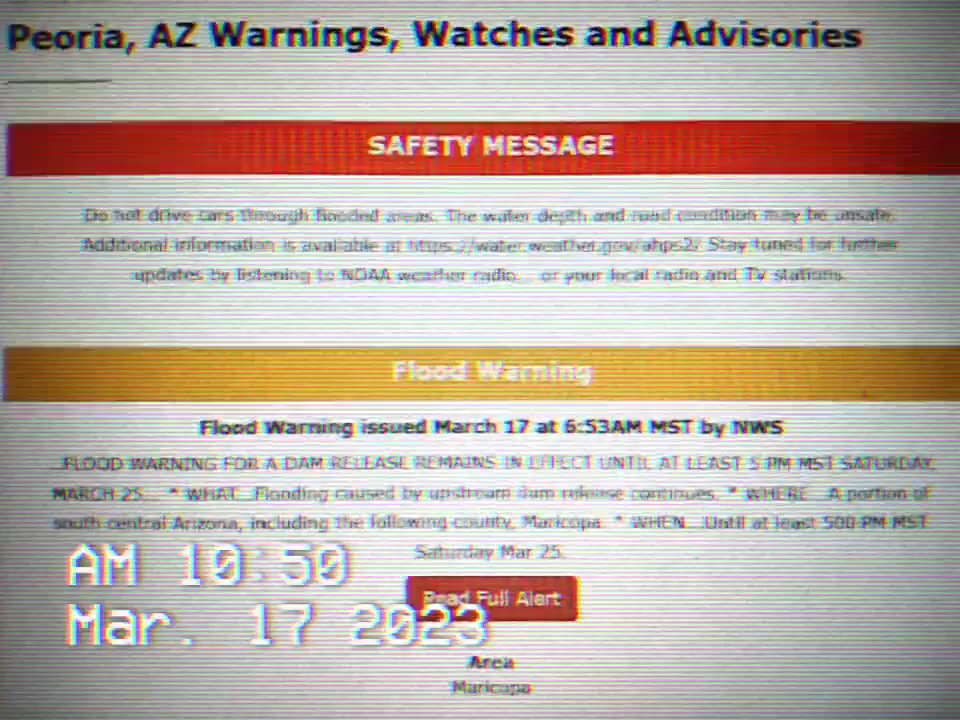 Peoria, AZ Warnings, Watches and Advisories
SAFETY MESSAGE
Do not drive cars through flooded areas. The water depth and road condition may be unsafe.
Additional information is available at https://water.weather.gov/ahps2/ Stay tuned for further
updates by listening to NOAA weather radio... or your local radio and TV stations.
Flood Warning
Flood Warning issued March 17 at 6:53AM MST by NWS
...FLOOD WARNING FOR A DAM RELEASE REMAINS IN EFFECT UNTIL AT LEAST 5 PM MST SATURDAY,
MARCH 25... * WHAT...Flooding caused by upstream dam release continues. * WHERE...A portion of
south central Arizona, including the following county, Maricopa. * WHEN...Until at least 500 PM MST
Saturday Mar 25.
AM 10:50
Read Full Alert
Mar. 17 2023
Area
Maricopa